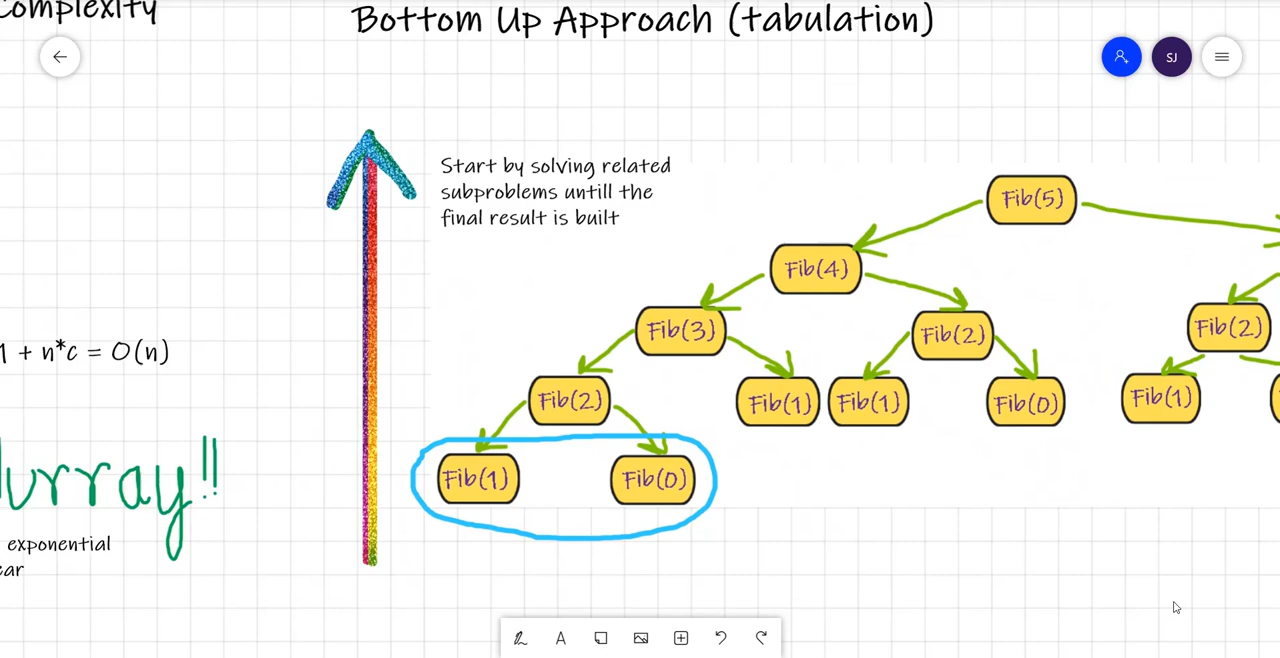 Complexity
Bottom Up Approach (tabulation)
SJ
Start by solving related
subproblems untill the
final result is built
Fib(5)
Fib(4)
Fib(3)
Fib(2)
Fib(2)
Fib(2)
Fib(1)
Fib(1)
Fib(0)
Fib(1)
Fib(1)
Fib(0)
1 + n*c = O(n)
urray!!
exponential
ear
A